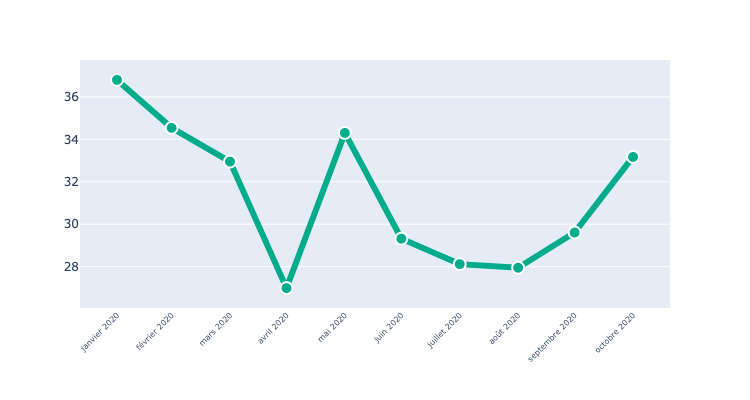 36
34
32
30
28
janvier 2020
février 2020
mars 2020
avril 2020
mai 2020
juin 2020
juillet 2020
août 2020
septembre 2020
octobre 2020